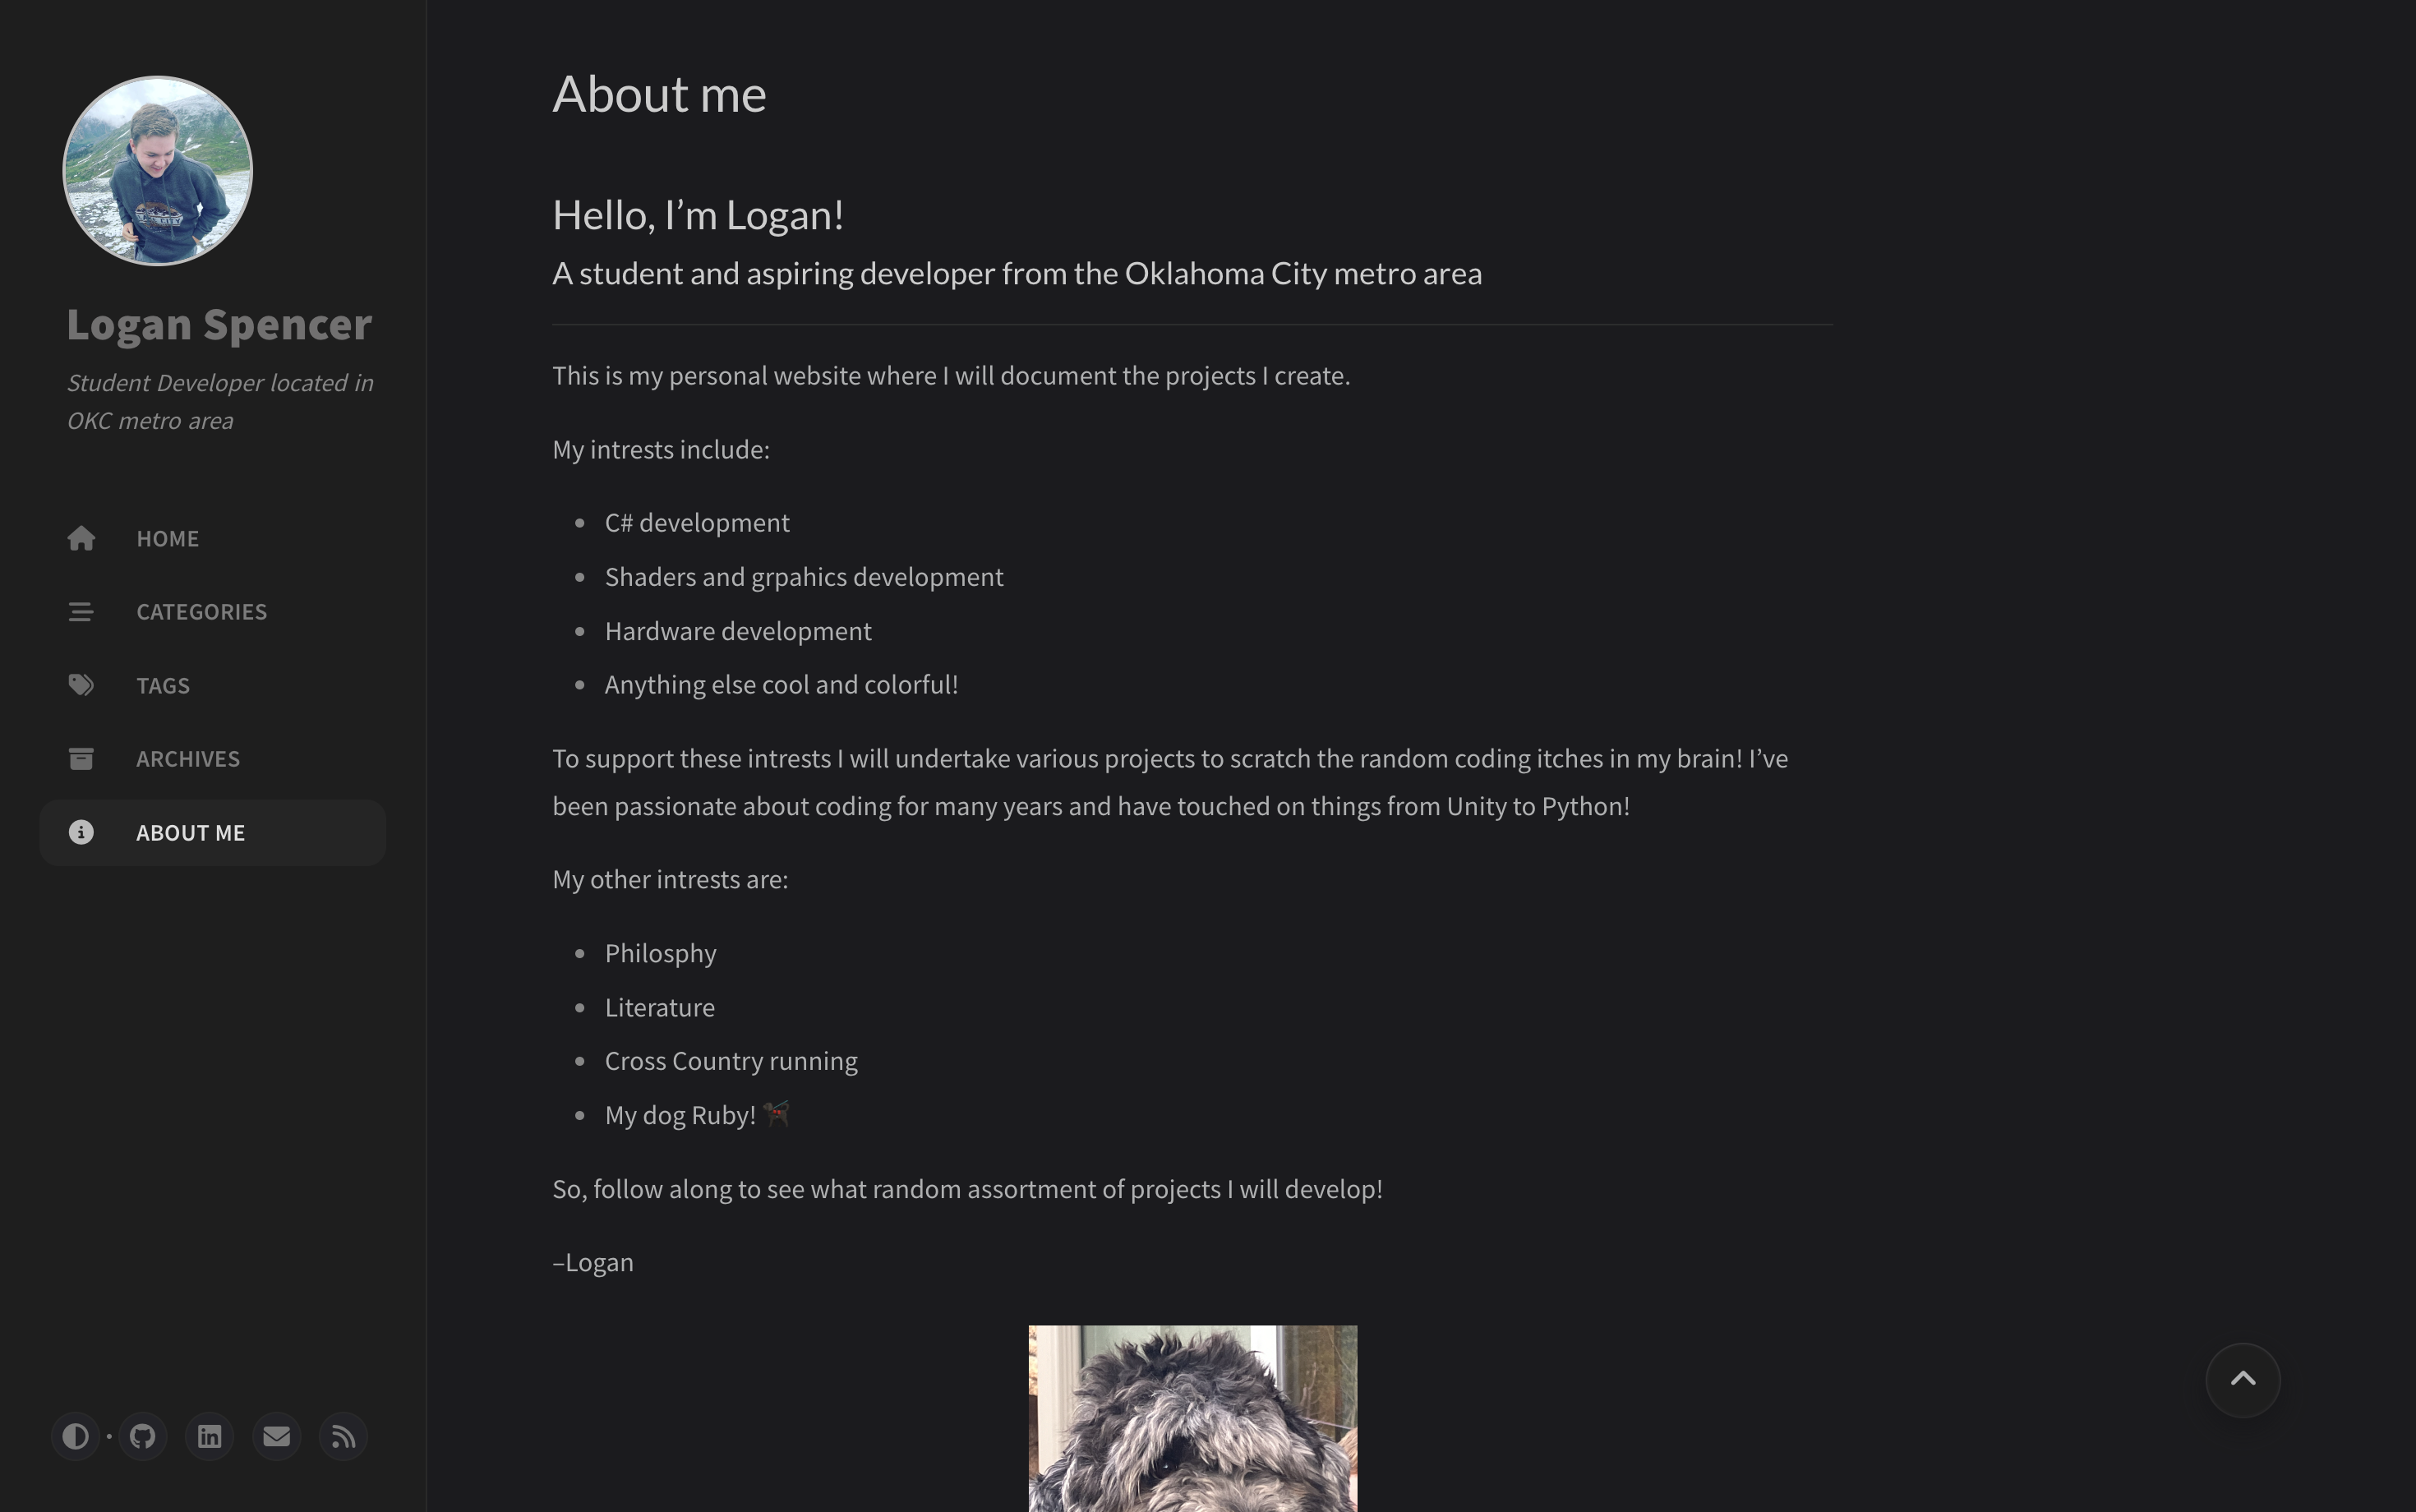 Logan Spencer
Student Developer located in
OKC metro area
HOME
CATEGORIES
TAGS
ARCHIVES
ABOUT ME
About me
Hello, I’m Logan!
A student and aspiring developer from the Oklahoma City metro area
This is my personal website where I will document the projects I create.
My intrests include:
C# development
Shaders and grpahics development
Hardware development
Anything else cool and colorful!
To support these intrests I will undertake various projects to scratch the random coding itches in my brain! I’ve
been passionate about coding for many years and have touched on things from Unity to Python!
My other intrests are:
Philosphy
Literature
Cross Country running
My dog Ruby! 🐕‍🦺
So, follow along to see what random assortment of projects I will develop!
–Logan